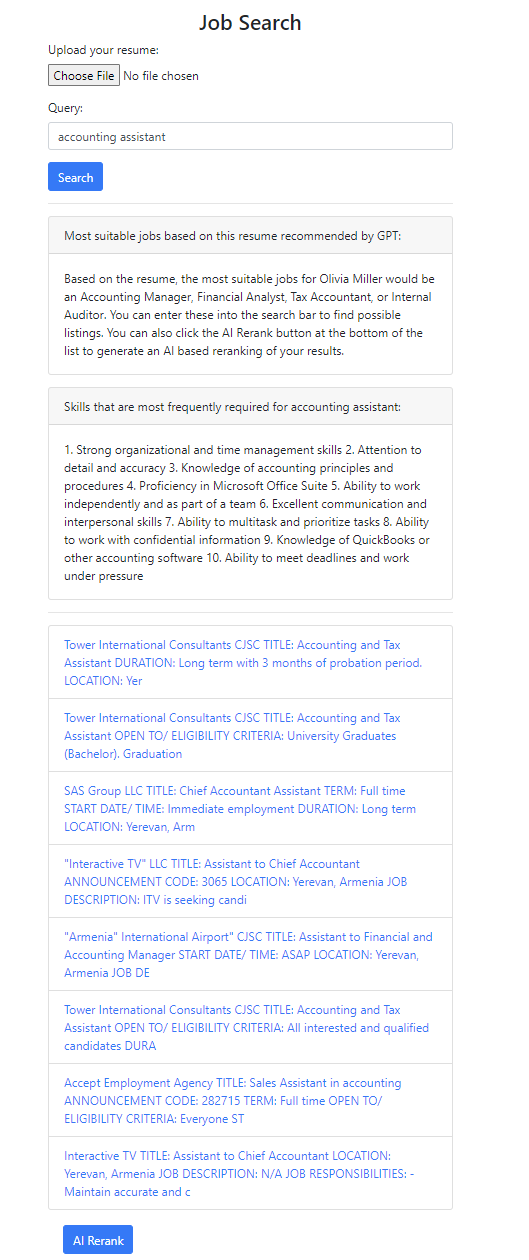 Job Search
Upload your resume:
Choose File No file chosen
Query:
accounting assistant
Search
Most suitable jobs based on this resume recommended by GPT:
Based on the resume, the most suitable jobs for Olivia Miller would be
an Accounting Manager, Financial Analyst, Tax Accountant, or Internal
Auditor. You can enter these into the search bar to find possible
listings. You can also click the AI Rerank button at the bottom of the
list to generate an AI based reranking of your results.
Skills that are most frequently required for accounting assistant:
1. Strong organizational and time management skills 2. Attention to
detail and accuracy 3. Knowledge of accounting principles and
procedures 4. Proficiency in Microsoft Office Suite 5. Ability to work
independently and as part of a team 6. Excellent communication and
interpersonal skills 7. Ability to multitask and prioritize tasks 8. Ability
to work with confidential information 9. Knowledge of QuickBooks or
other accounting software 10. Ability to meet deadlines and work
under pressure
Tower International Consultants CJSC TITLE: Accounting and Tax
Assistant DURATION: Long term with 3 months of probation period.
LOCATION: Yer
Tower International Consultants CJSC TITLE: Accounting and Tax
Assistant OPEN TO/ ELIGIBILITY CRITERIA: University Graduates
(Bachelor). Graduation
SAS Group LLC TITLE: Chief Accountant Assistant TERM: Full time
START DATE/ TIME: Immediate employment DURATION: Long term
LOCATION: Yerevan, Arm
"Interactive TV" LLC TITLE: Assistant to Chief Accountant
ANNOUNCEMENT CODE: 3065 LOCATION: Yerevan, Armenia JOB
DESCRIPTION: ITV is seeking candi
"Armenia" International Airport" CJSC TITLE: Assistant to Financial and
Accounting Manager START DATE/ TIME: ASAP LOCATION: Yerevan,
Armenia JOB DE
Tower International Consultants CJSC TITLE: Accounting and Tax
Assistant OPEN TO/ ELIGIBILITY CRITERIA: All interested and qualified
candidates DURA
Accept Employment Agency TITLE: Sales Assistant in accounting
ANNOUNCEMENT CODE: 282715 TERM: Full time OPEN TO/
ELIGIBILITY CRITERIA: Everyone ST
Interactive TV TITLE: Assistant to Chief Accountant LOCATION:
Yerevan, Armenia JOB DESCRIPTION: N/A JOB RESPONSIBILITIES: -
Maintain accurate and c
AI Rerank